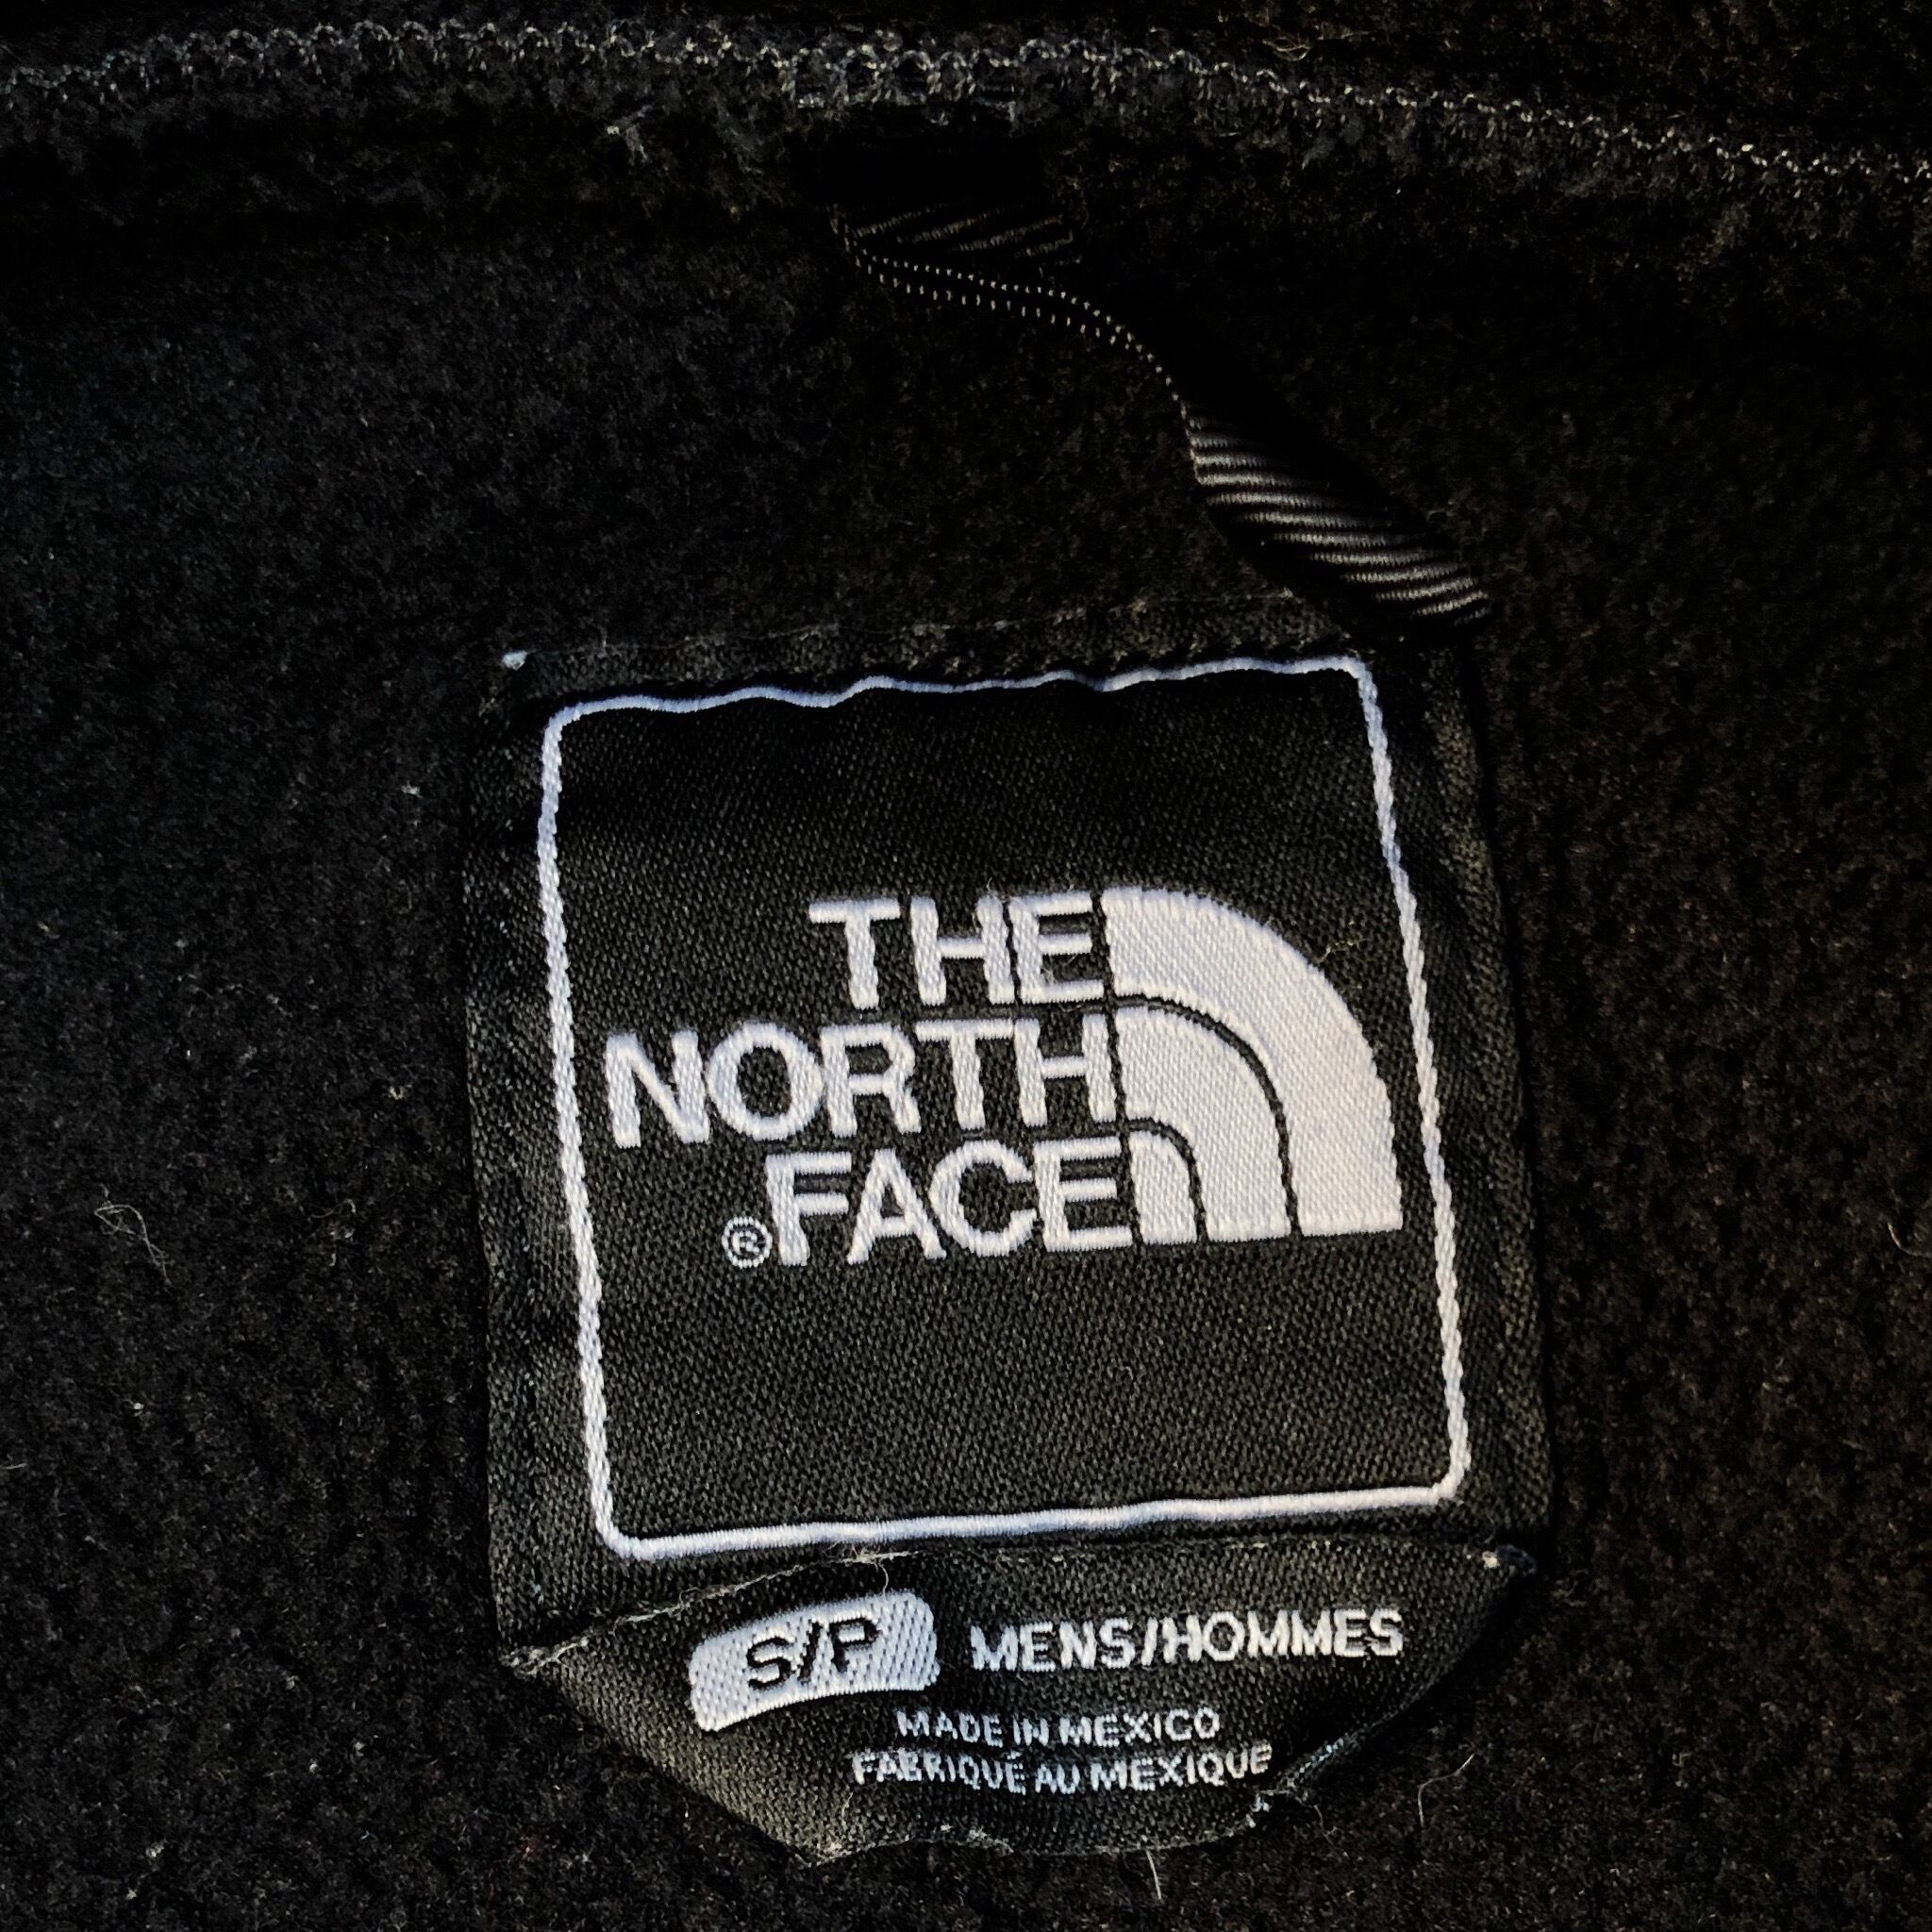 THE
NORTH
®FACE
S/P MENS/HOMMES
MADE IN MEXICO
FABRIQUÉ AU MEXIQUE